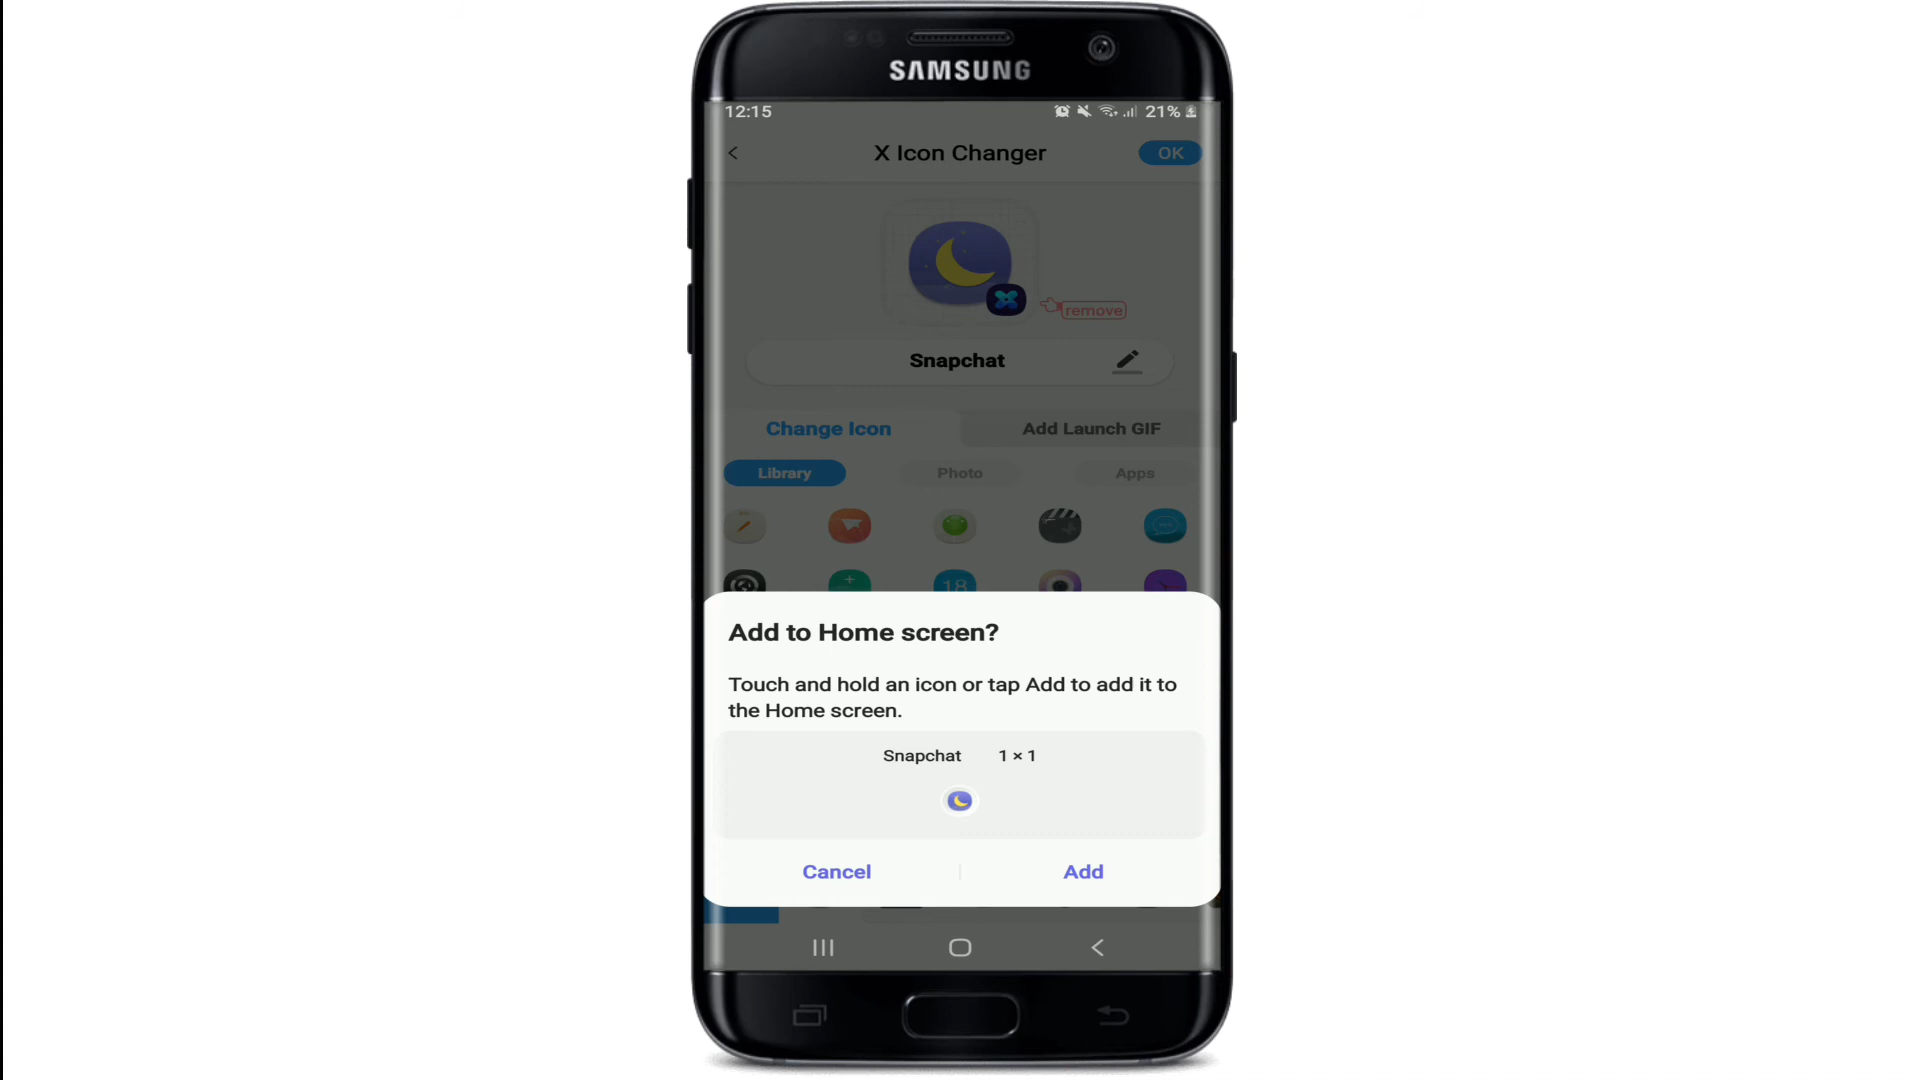 SAMSUNG
12:15
21%
X Icon Changer
OK
remove
Snapchat
Change Icon
Add Launch GIF
Library
Photo
Apps
18
Add to Home screen?
Touch and hold an icon or tap Add to add it to
the Home screen.
Snapchat 1 × 1
Cancel
Add